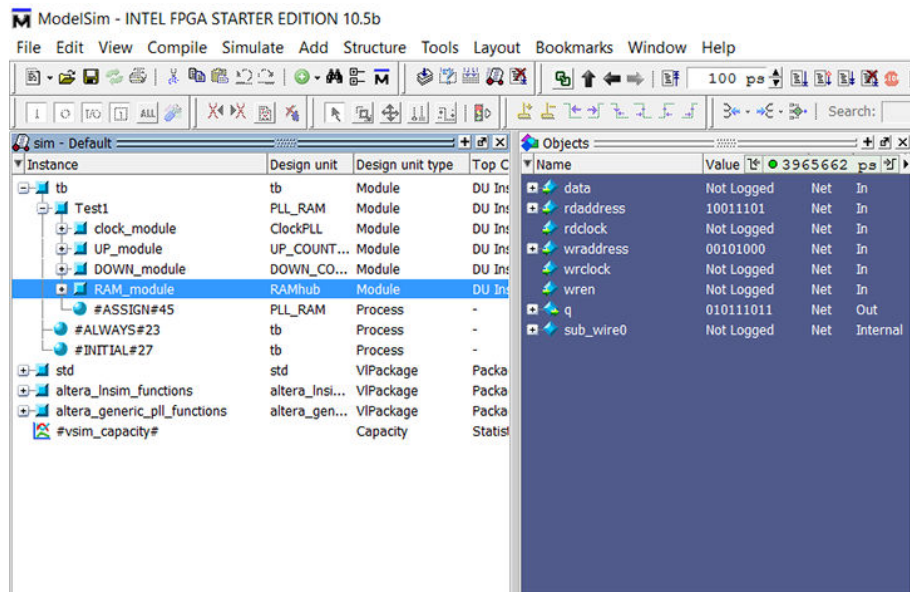 ModelSim - INTEL FPGA STARTER EDITION 10.5b
File Edit View Compile Simulate Add Structure Tools Layout Bookmarks Window Help
100 ps
ALL Search:
sim - Default Objects
Instance Design unit Design unit type Top C Name Value 3965662 ps
tb tb Module DU Ins data Not Logged Net In
Test1 PLL_RAM Module DU Ins rdaddress 10011101 Net In
clock_module ClockPLL Module DU Ins rdclock Not Logged Net In
UP_module UP_COUNT... Module DU Ins wraddress 00101000 Net In
DOWN_module DOWN_CO... Module DU Ins wrclock Not Logged Net In
RAM_module RAMhub Module DU Ins wren Not Logged Net In
#ASSIGN#45 PLL_RAM Process - q 010111011 Net Out
#ALWAYS#23 tb Process - sub_wire0 Not Logged Net Internal
#INITIAL#27 tb Process -
std std VlPackage Packa
altera_lnsim_functions altera_lnsi... VlPackage Packa
altera_generic_pll_functions altera_gen... VlPackage Packa
#vsim_capacity# Capacity Statist